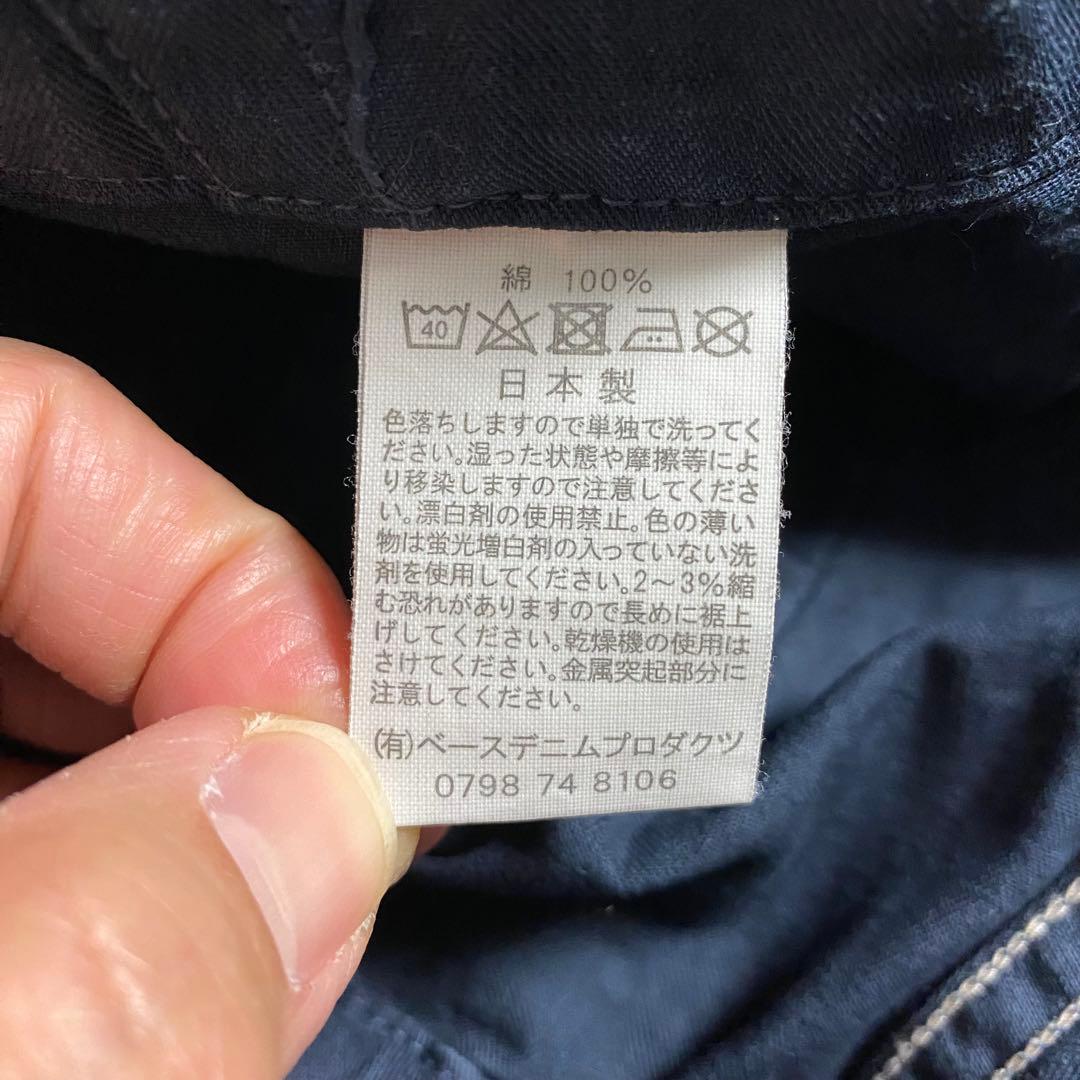 綿 100%
40
日本製
色落ちしますので単独で洗ってく
ださい。湿った状態や摩擦等によ
り移染しますので注意してくださ
い。漂白剤の使用禁止。色の薄い
物は蛍光増白剤の入っていない洗
剤を使用してください。2～3%縮
む恐れがありますので長めに裾上
げしてください。乾燥機の使用は
さけてください。金属突起部分に
注意してください。
(有)ベースデニムプロダクツ
0798 74 8106